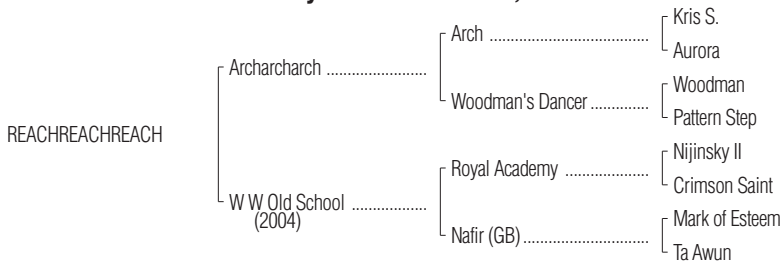 Kris S.
Arch ........................................................
Aurora
Archarcharch ...........................
Woodman
Woodman's Dancer ....................
Pattern Step
REACHREACHREACH
Nijinsky II
Royal Academy ............................
Crimson Saint
W W Old School ........................
(2004)
Mark of Esteem
Nafir (GB) ............................................
Ta Awun